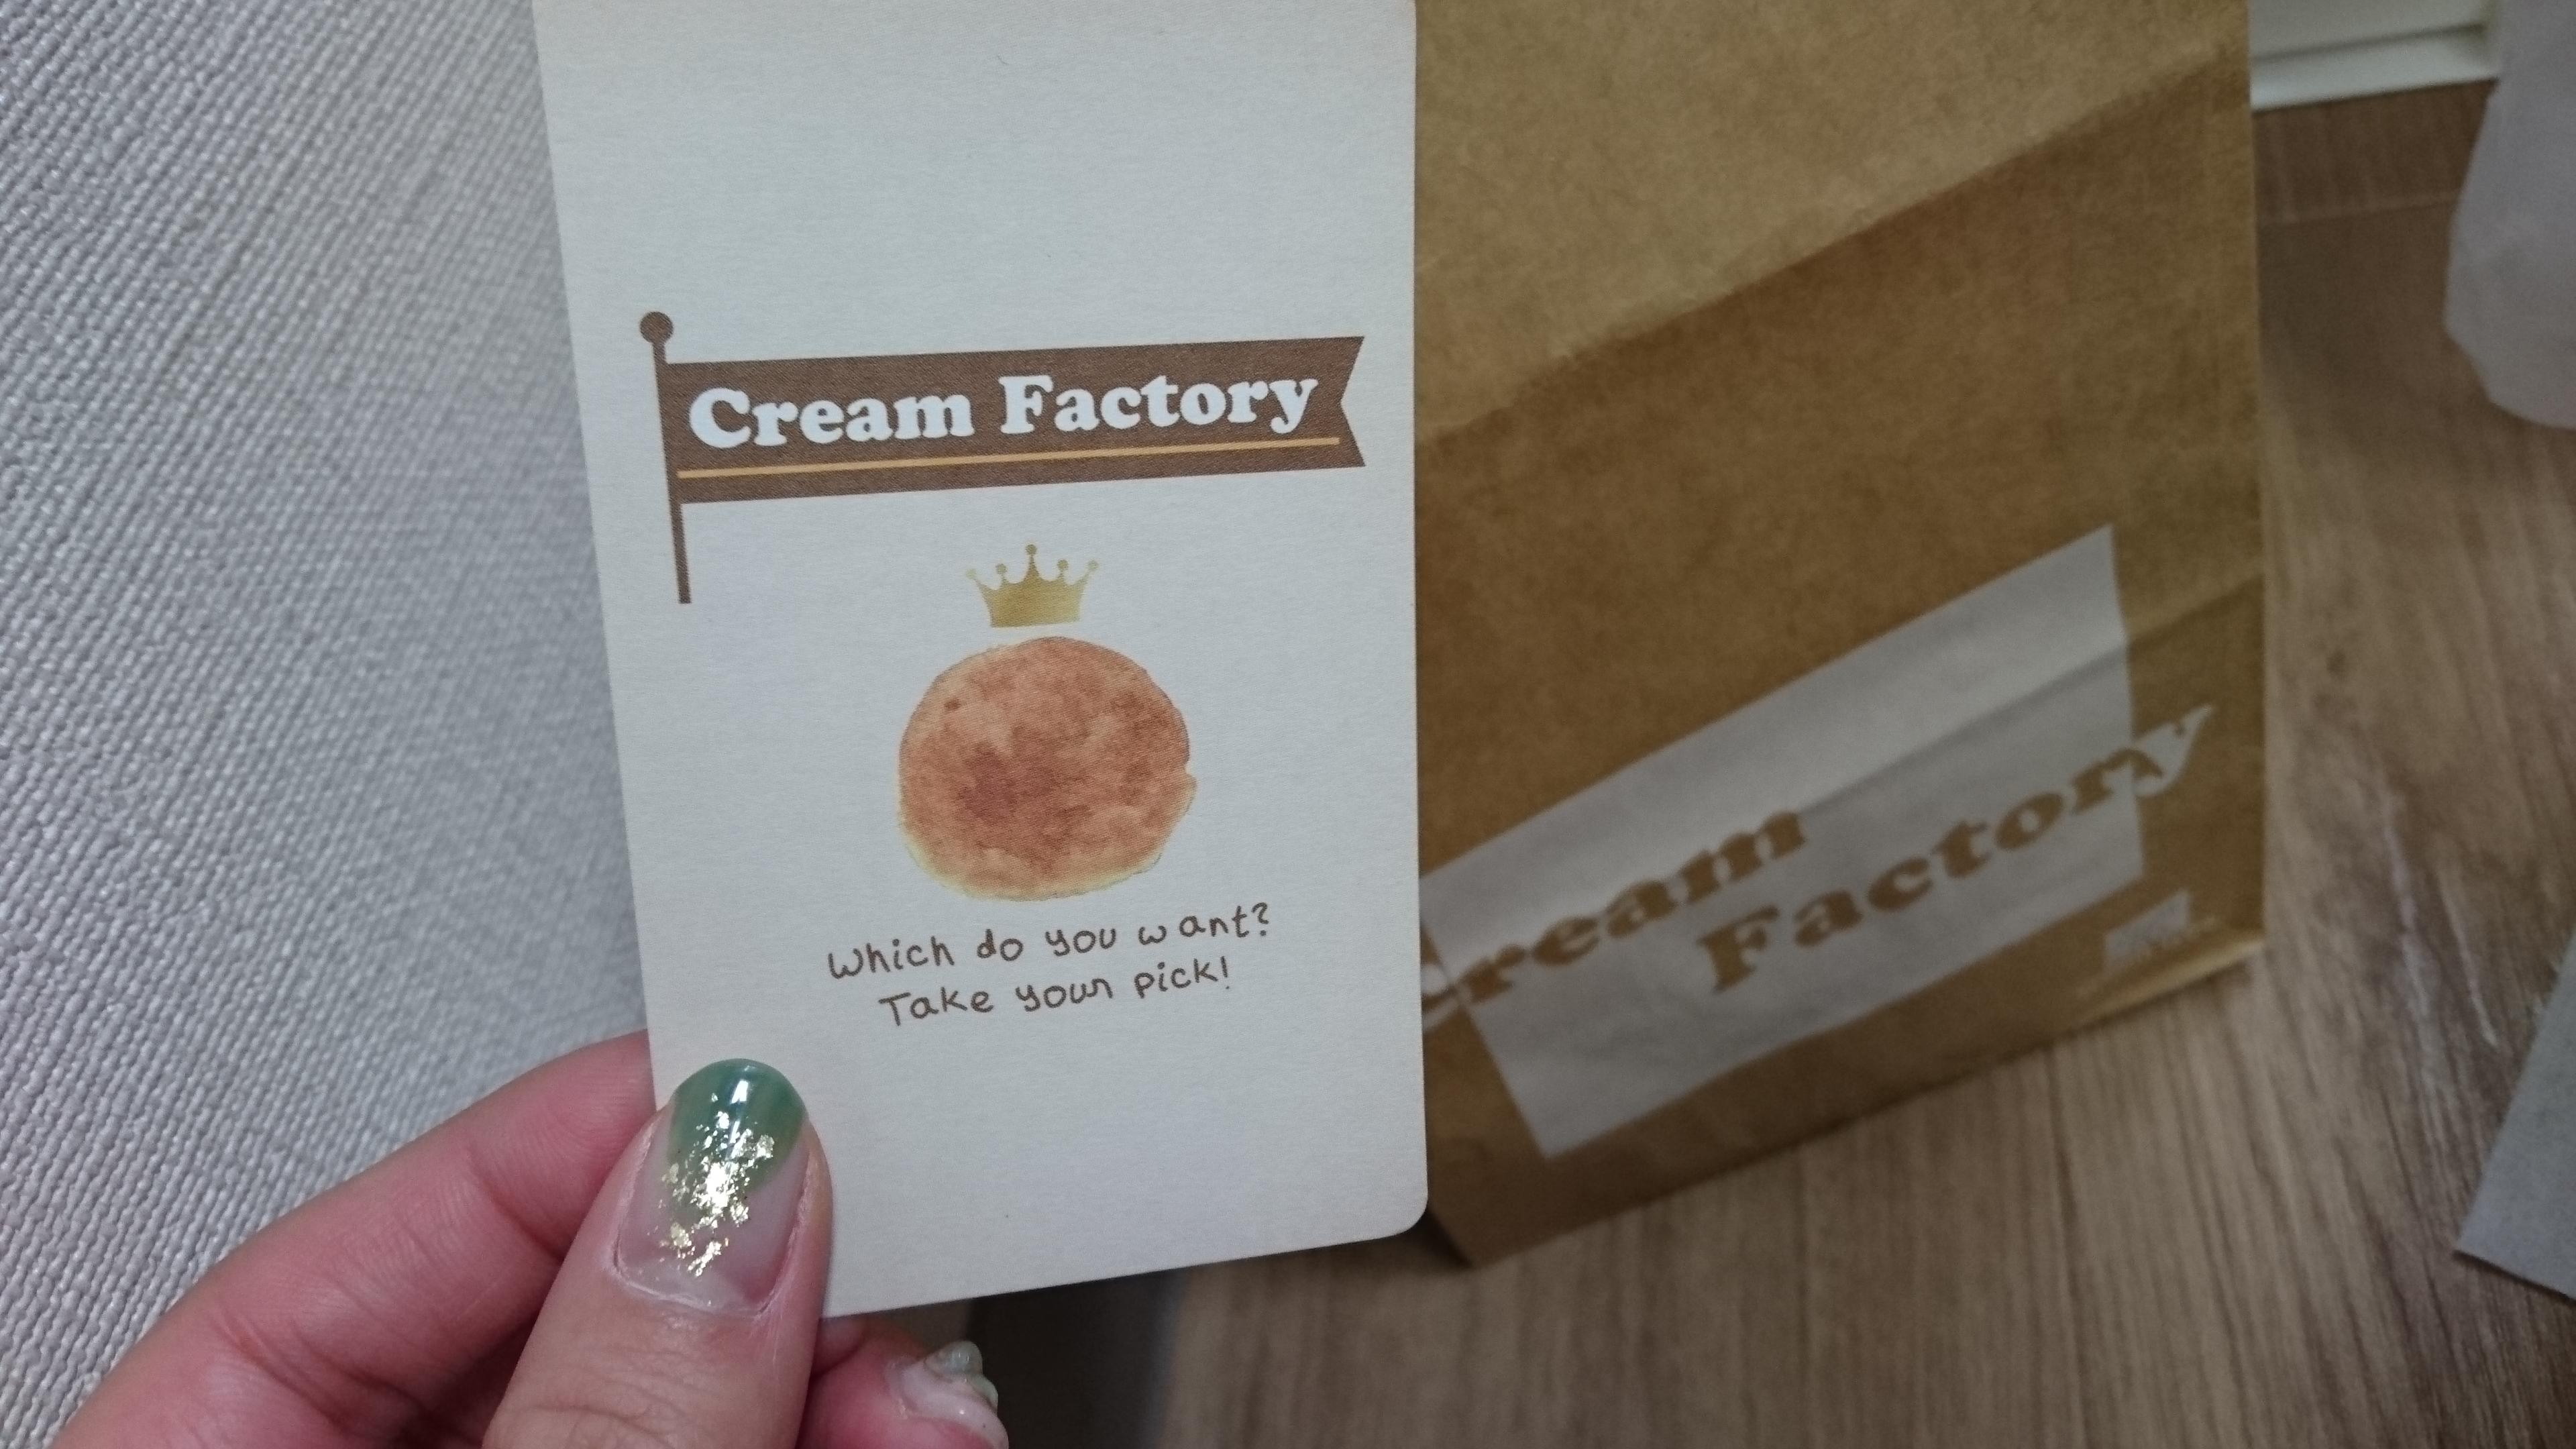 Cream Factory
Which do you want?
Take your pick!
Cream
Factory